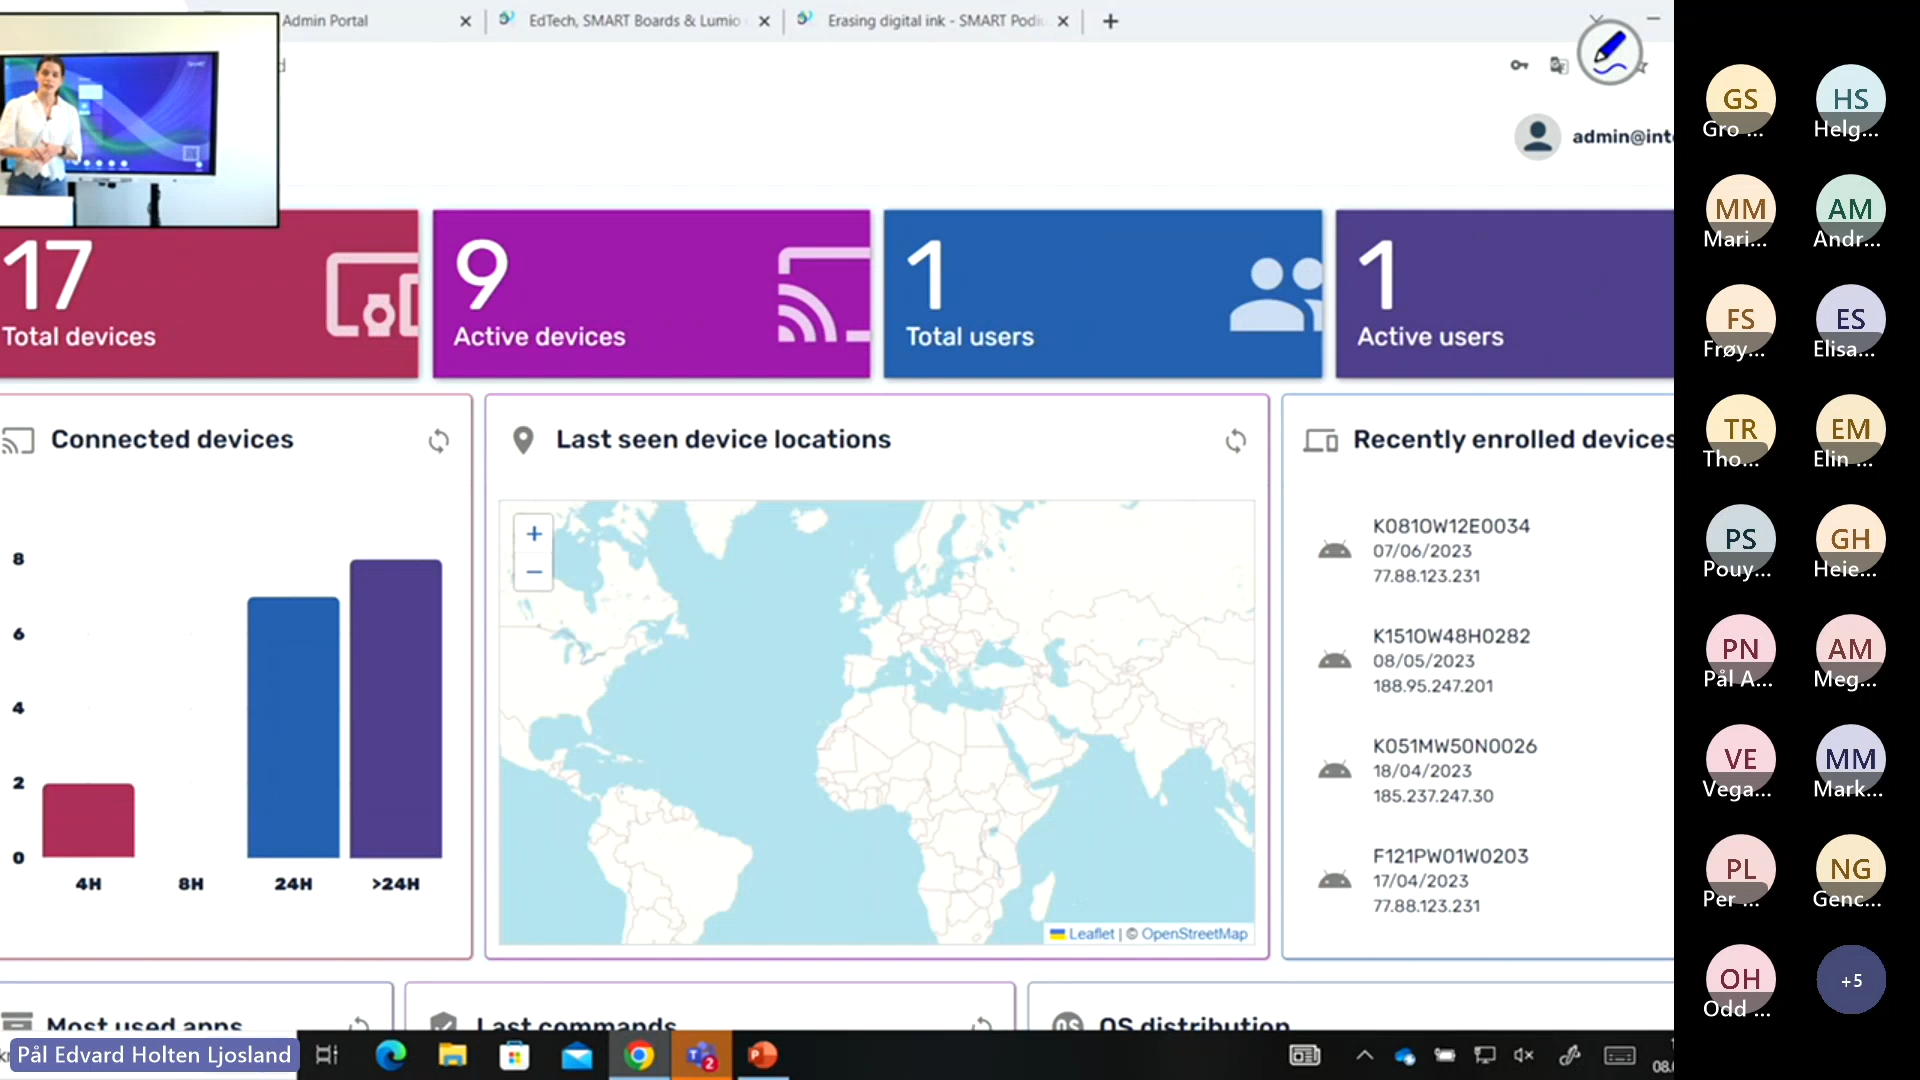 Admin Portal
EdTech, SMART Boards & Lumio
Erasing digital ink - SMART Podi
admin@int
17
Total devices
9
Active devices
1
Total users
1
Active users
Connected devices
8
6
4
2
0
4H 8H 24H >24H
Last seen device locations
+
−
Leaflet | © OpenStreetMap
Recently enrolled devices
K081OW12E0034
07/06/2023
77.88.123.231
K151OW48H0282
08/05/2023
188.95.247.201
K051MW50N0026
18/04/2023
185.237.247.30
F121PW01W0203
17/04/2023
77.88.123.231
Most used apps
Last commands
OS distribution
Pål Edvard Holten Ljosland
2
08.
GS HS
Gro ... Helg...
MM AM
Mari... Andr...
FS ES
Frøy... Elisa...
TR EM
Tho... Elin ...
PS GH
Pouy... Heie...
PN AM
Pål A... Meg...
VE MM
Vega... Mark...
PL NG
Per ... Genc...
OH +5
Odd ...